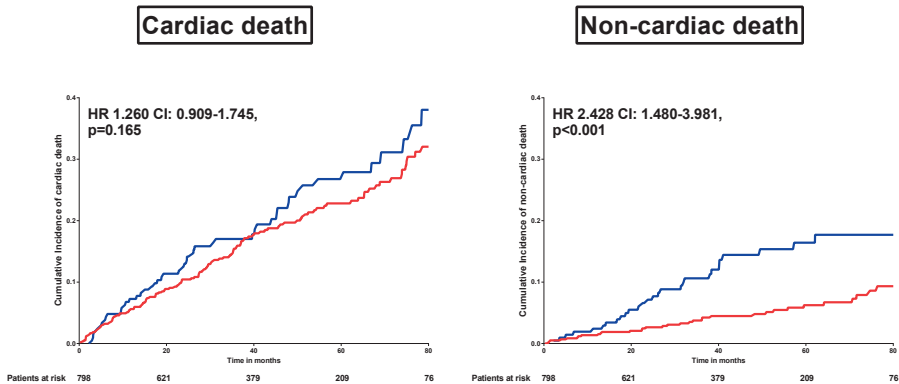 Cardiac death
Non-cardiac death
HR 1.260 CI: 0.909-1.745,
p=0.165
Cumulative Incidence of cardiac death
0.4
0.3
0.2
0.1
0.0
0 20 40 60 80
Time in months
Patients at risk 798 621 379 209 76
HR 2.428 CI: 1.480-3.981,
p<0.001
Cumulative Incidence of non-cardiac death
0.4
0.3
0.2
0.1
0.0
0 20 40 60 80
Time in months
Patients at risk 798 621 379 209 76